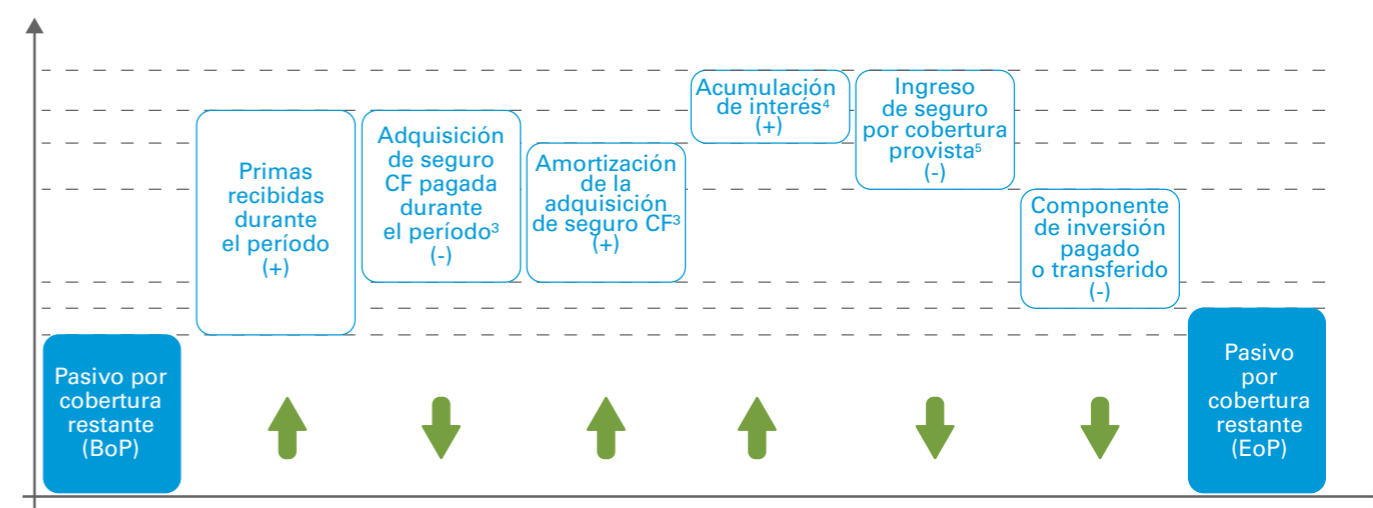 Pasivo por
cobertura
restante
(BoP)
Primas
recibidas
durante
el período
(+)
Adquisición
de seguro
CF pagada
durante
el período³
(-)
Amortización
de la
adquisición
de seguro CF³
(+)
Acumulación
de interés⁴
(+)
Ingreso
de seguro
por cobertura
provista⁵
(-)
Componente
de inversión
pagado
o transferido
(-)
Pasivo
por
cobertura
restante
(EoP)